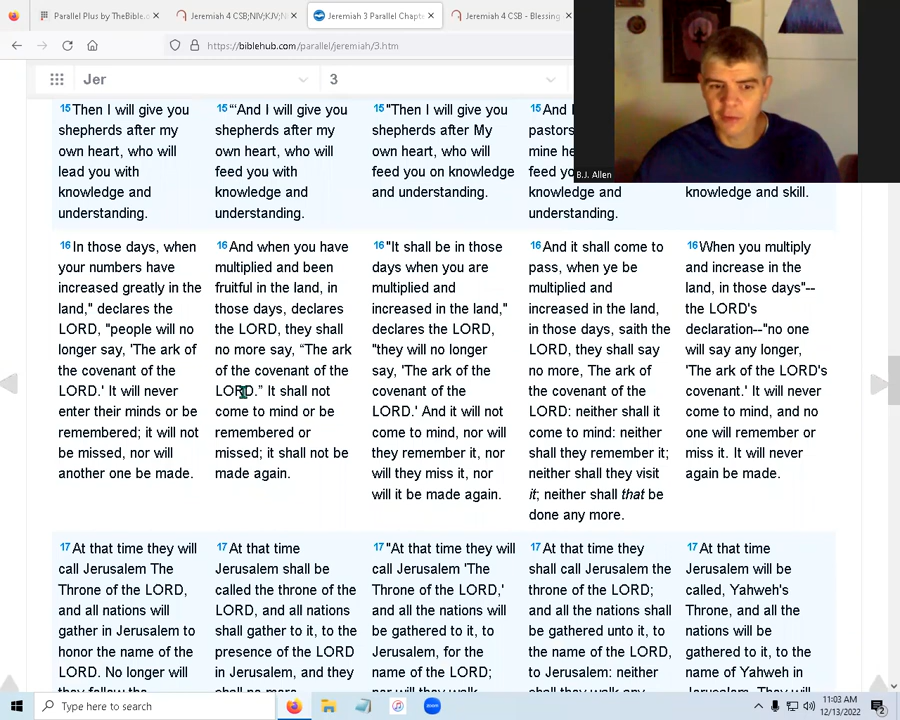 Parallel Plus by TheBible.o
Jeremiah 4 CSB;NIV;KJV;N
Jeremiah 3 Parallel Chapte
Jeremiah 4 CSB - Blessing
https://biblehub.com/parallel/jeremiah/3.htm
Jer
3
B.J. Allen
15 Then I will give you
shepherds after my
own heart, who will
lead you with
knowledge and
understanding.
15 “‘And I will give you
shepherds after my
own heart, who will
feed you with
knowledge and
understanding.
15 "Then I will give you
shepherds after My
own heart, who will
feed you on knowledge
and understanding.
15 And I
pastors
mine he
feed you
knowledge and
understanding.
knowledge and skill.
16 In those days, when
your numbers have
increased greatly in the
land," declares the
LORD, "people will no
longer say, 'The ark of
the covenant of the
LORD.' It will never
enter their minds or be
remembered; it will not
be missed, nor will
another one be made.
16 And when you have
multiplied and been
fruitful in the land, in
those days, declares
the LORD, they shall
no more say, “The ark
of the covenant of the
LORD.” It shall not
come to mind or be
remembered or
missed; it shall not be
made again.
16 "It shall be in those
days when you are
multiplied and
increased in the land,"
declares the LORD,
"they will no longer
say, 'The ark of the
covenant of the
LORD.' And it will not
come to mind, nor will
they remember it, nor
will they miss it, nor
will it be made again.
16 And it shall come to
pass, when ye be
multiplied and
increased in the land,
in those days, saith the
LORD, they shall say
no more, The ark of
the covenant of the
LORD: neither shall it
come to mind: neither
shall they remember it;
neither shall they visit
it; neither shall that be
done any more.
16 When you multiply
and increase in the
land, in those days"--
the LORD's
declaration--"no one
will say any longer,
'The ark of the LORD's
covenant.' It will never
come to mind, and no
one will remember or
miss it. It will never
again be made.
17 At that time they will
call Jerusalem The
Throne of the LORD,
and all nations will
gather in Jerusalem to
honor the name of the
LORD. No longer will
they follow the
17 At that time
Jerusalem shall be
called the throne of the
LORD, and all nations
shall gather to it, to the
presence of the LORD
in Jerusalem, and they
shall no more
17 "At that time they will
call Jerusalem 'The
Throne of the LORD,'
and all the nations will
be gathered to it, to
Jerusalem, for the
name of the LORD;
nor will they walk
17 At that time they
shall call Jerusalem the
throne of the LORD;
and all the nations shall
be gathered unto it, to
the name of the LORD,
to Jerusalem: neither
shall they walk any
17 At that time
Jerusalem will be
called, Yahweh's
Throne, and all the
nations will be
gathered to it, to the
name of Yahweh in
Jerusalem. They will
Type here to search
zoom
11:03 AM
12/13/2022
2